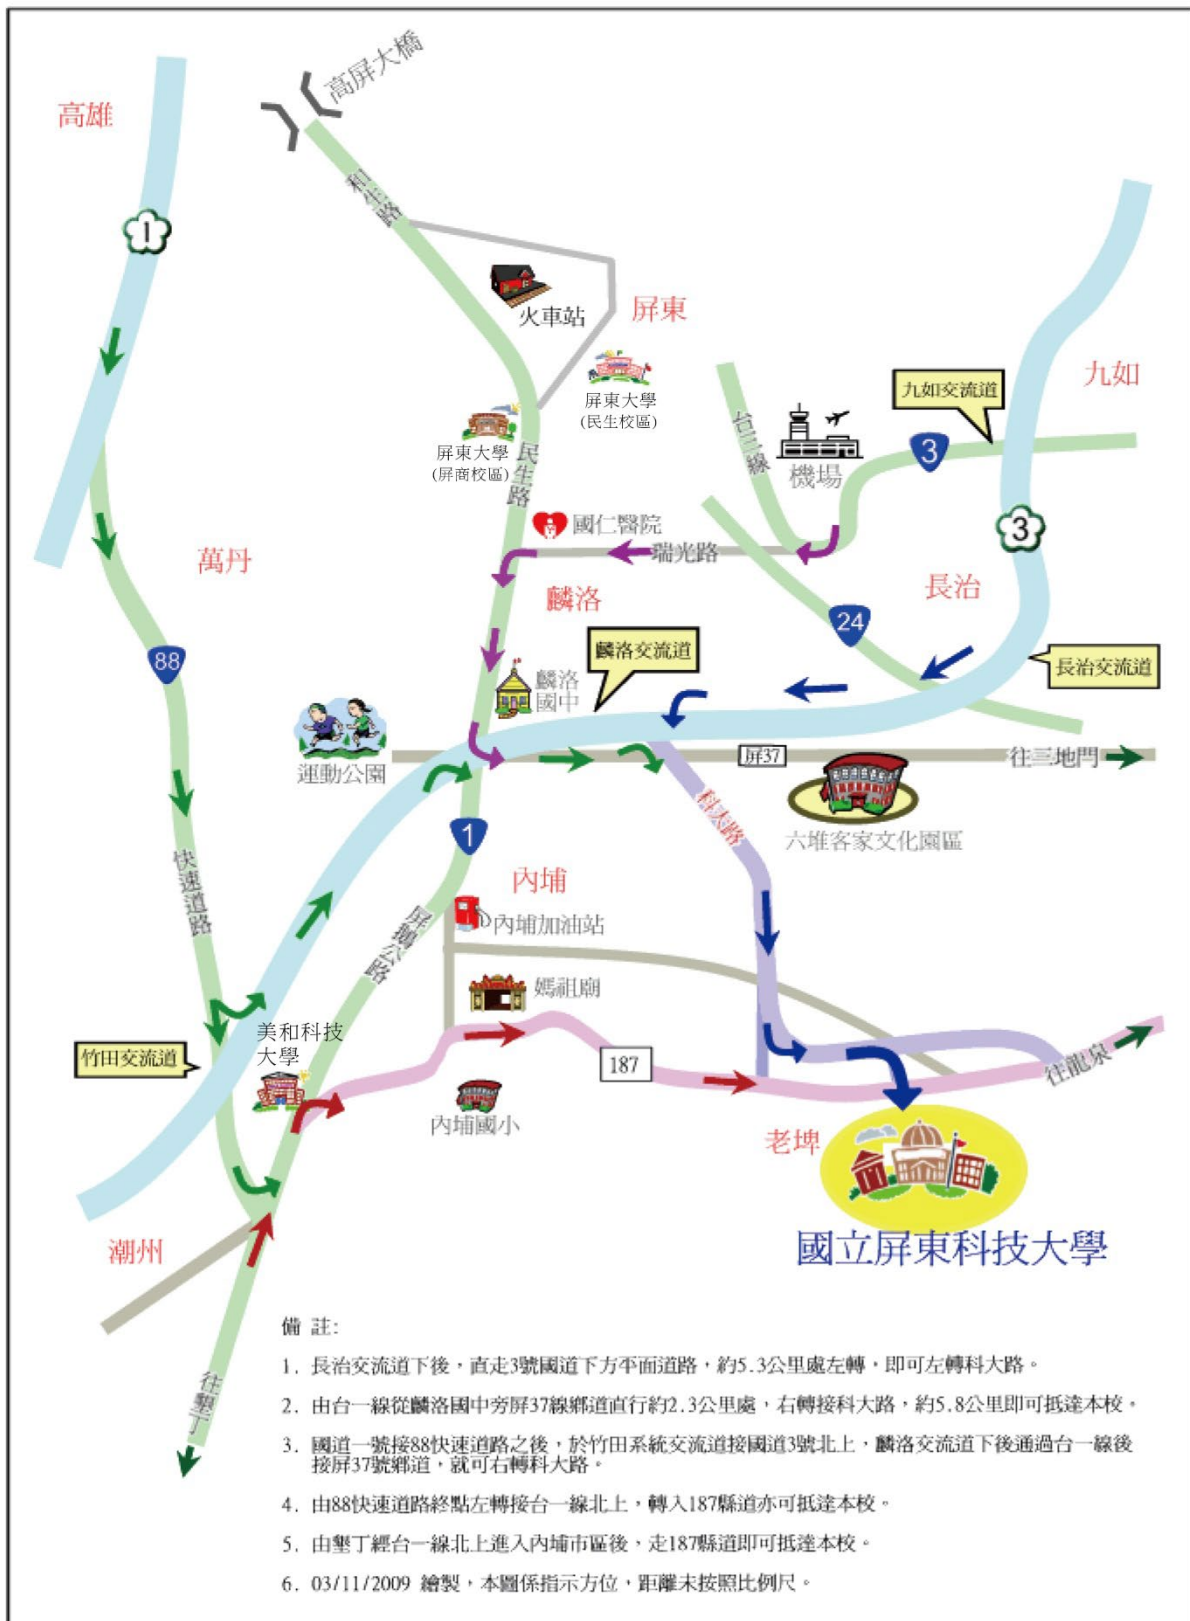 高屏大橋
高雄
1
和生路
火車站
屏東
屏東大學
(民生校區)
屏東大學
(屏商校區)
民生路
台三線
機場
九如交流道
九如
3
3
國仁醫院
瑞光路
萬丹
麟洛
長治
24
88
麟洛交流道
長治交流道
麟洛
國中
運動公園
屏37
往三地門
科大路
六堆客家文化園區
1
快速道路
屏鵝公路
內埔
內埔加油站
媽祖廟
美和科技
大學
竹田交流道
187
往龍泉
內埔國小
老埤
潮州
國立屏東科技大學
往墾丁
備 註:
1. 長治交流道下後，直走3號國道下方平面道路，約5.3公里處左轉，即可左轉科大路。
2. 由台一線從麟洛國中旁屏37線鄉道直行約2.3公里處，右轉接科大路，約5.8公里即可抵達本校。
3. 國道一號接88快速道路之後，於竹田系統交流道接國道3號北上，麟洛交流道下後通過台一線後
接屏37號鄉道，就可右轉科大路。
4. 由88快速道路終點左轉接台一線北上，轉入187縣道亦可抵達本校。
5. 由墾丁經台一線北上進入內埔市區後，走187縣道即可抵達本校。
6. 03/11/2009 繪製，本圖係指示方位，距離未按照比例尺。